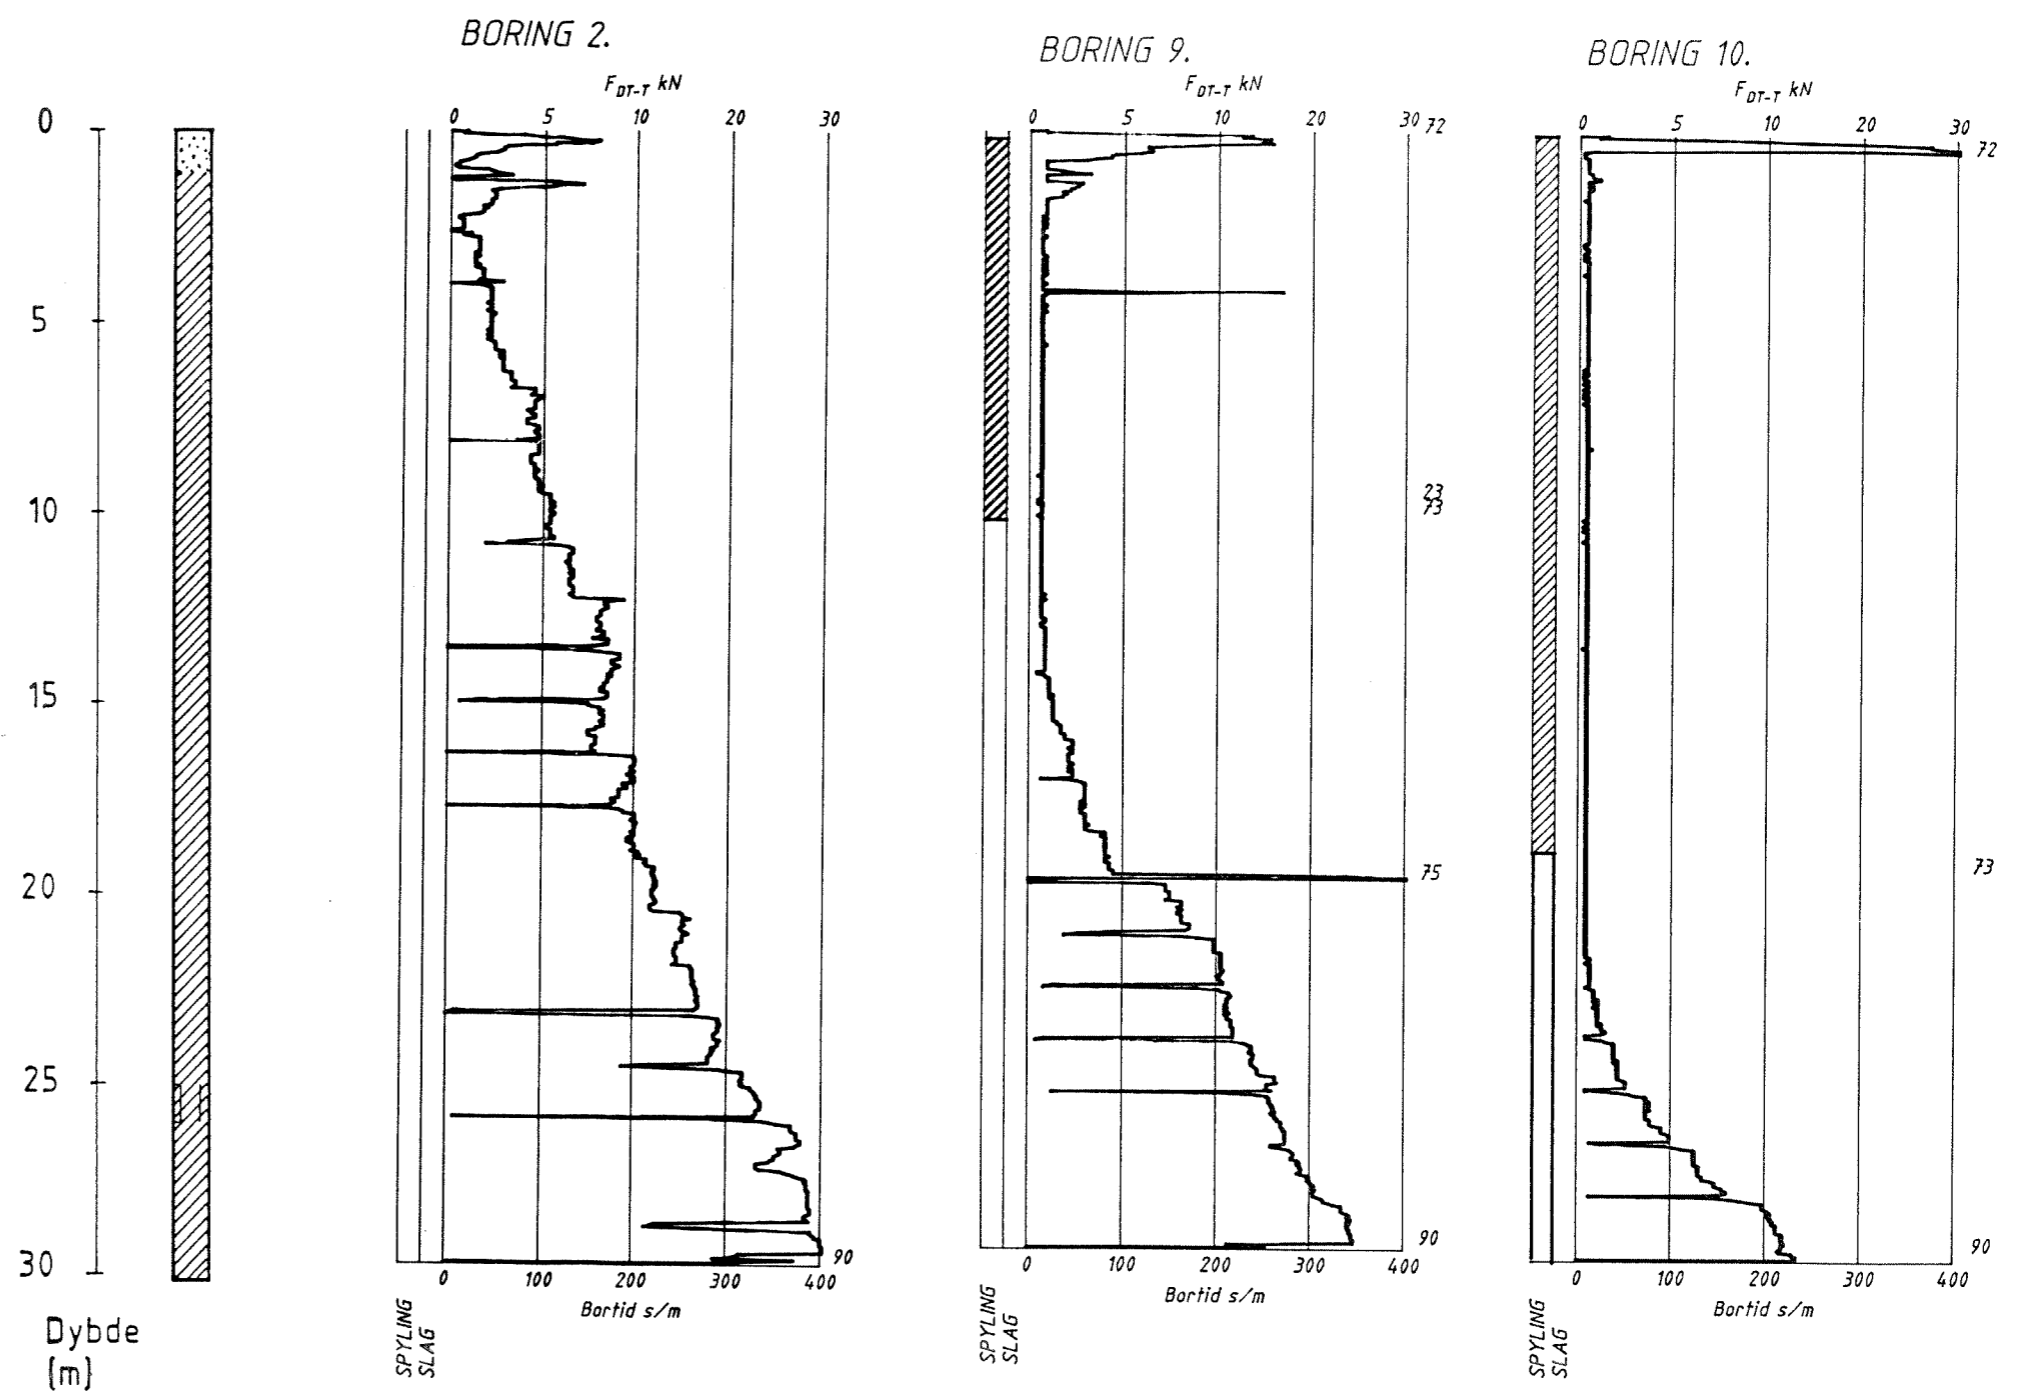 BORING 2.
BORING 9.
BORING 10.
F DT-T kN
F DT-T kN
F DT-T kN
0 5 10 20 30
0 5 10 20 30 72
0 5 10 20 30
72
0
5
10
15
20
25
30
23
73
75
73
90
90
90
0 100 200 300 400
0 100 200 300 400
0 100 200 300 400
Bortid s/m
Bortid s/m
Bortid s/m
SPYLING
SLAG
SPYLING
SLAG
SPYLING
SLAG
Dybde
(m)